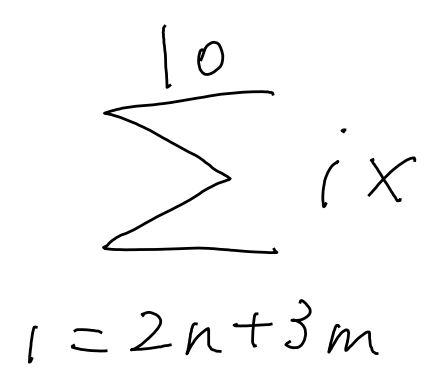 10
∑ ix
i = 2n + 3m